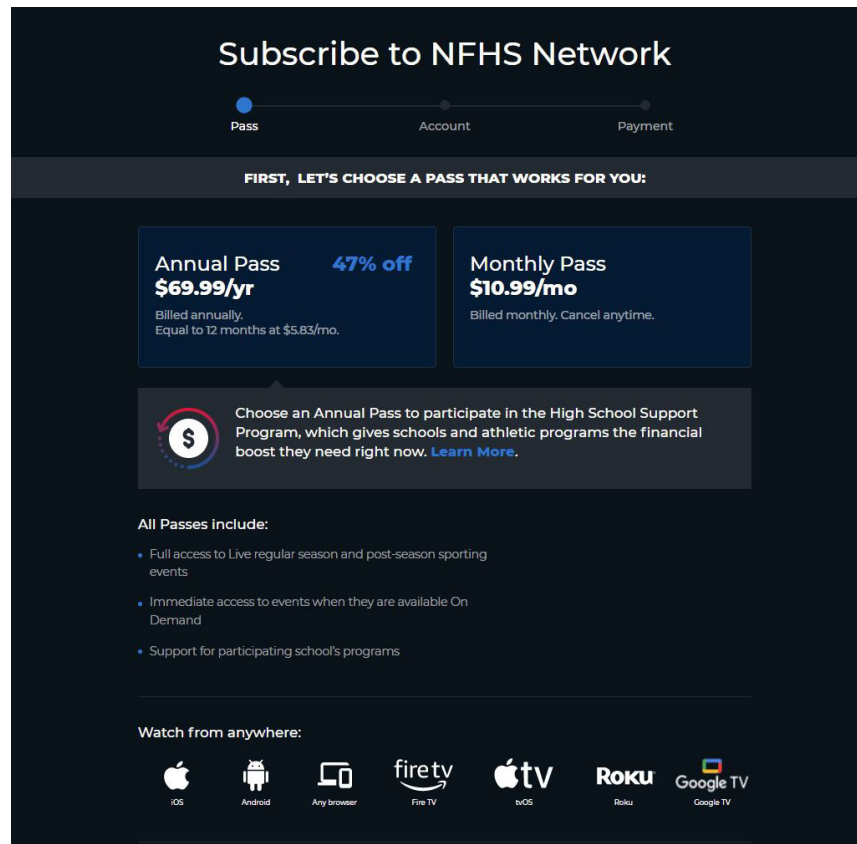 Subscribe to NFHS Network
Pass
Account
Payment
FIRST, LET'S CHOOSE A PASS THAT WORKS FOR YOU:
Annual Pass
47% off
$69.99/yr
Billed annually.
Equal to 12 months at $5.83/mo.
Monthly Pass
$10.99/mo
Billed monthly. Cancel anytime.
$
Choose an Annual Pass to participate in the High School Support
Program, which gives schools and athletic programs the financial
boost they need right now. Learn More.
All Passes include:
Full access to Live regular season and post-season sporting
events
Immediate access to events when they are available On
Demand
Support for participating school's programs
Watch from anywhere:
iOS
Android
Any browser
firetv
Fire TV
tv
tvOS
ROKU
Roku
Google TV
Google TV